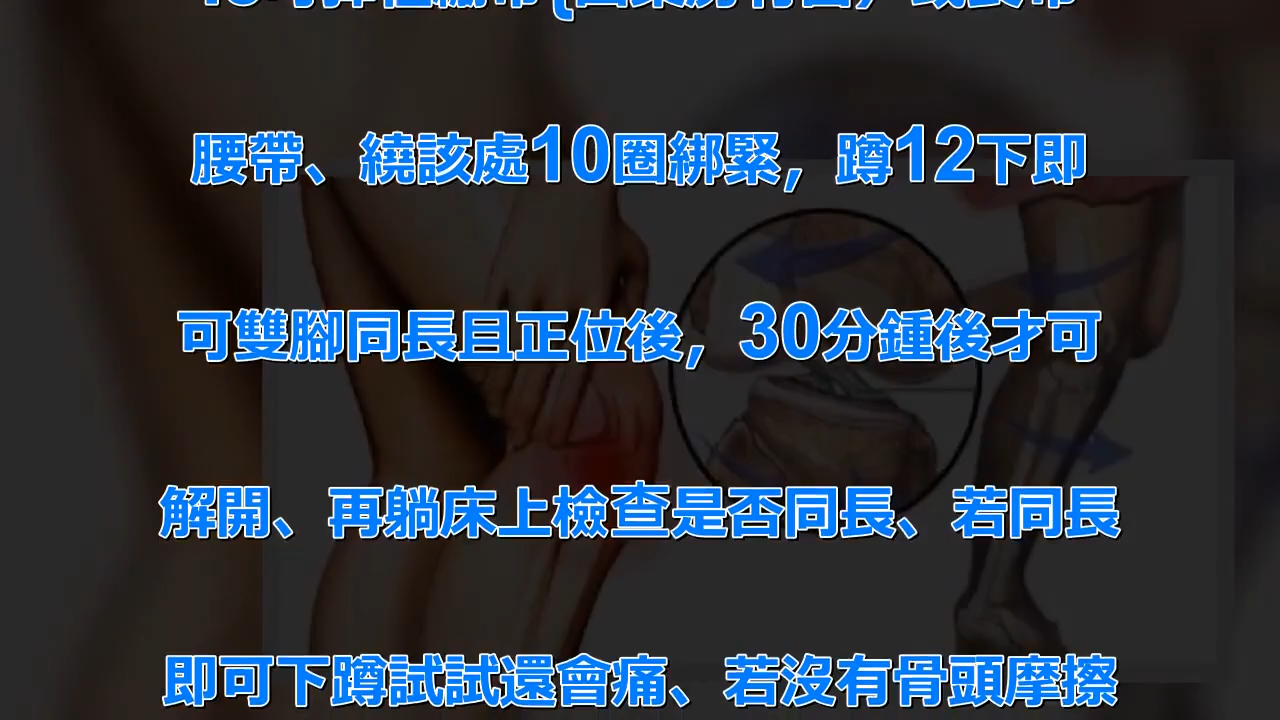 腰帶、繞該處10圈綁緊，蹲12下即
可雙腳同長且正位後，30分鍾後才可
解開、再躺床上檢查是否同長、若同長
即可下蹲試試還會痛、若沒有骨頭摩擦